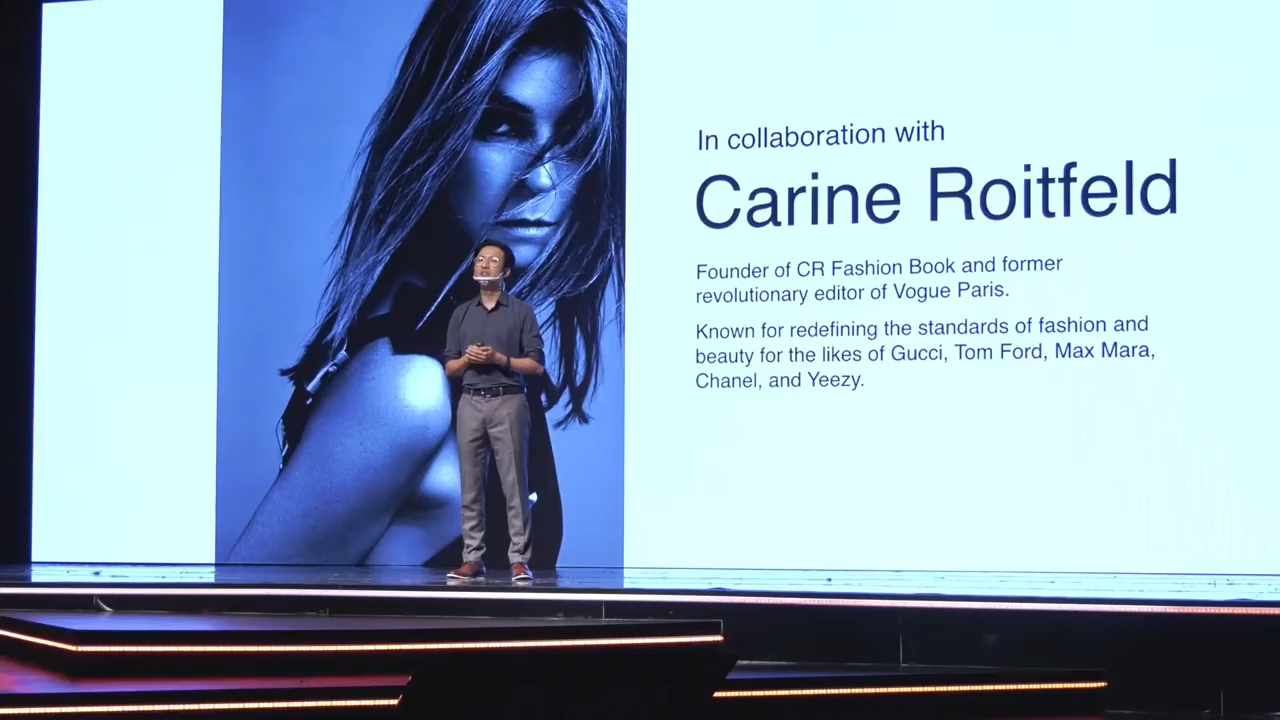 In collaboration with
Carine Roitfeld
Founder of CR Fashion Book and former
revolutionary editor of Vogue Paris.
Known for redefining the standards of fashion and
beauty for the likes of Gucci, Tom Ford, Max Mara,
Chanel, and Yeezy.